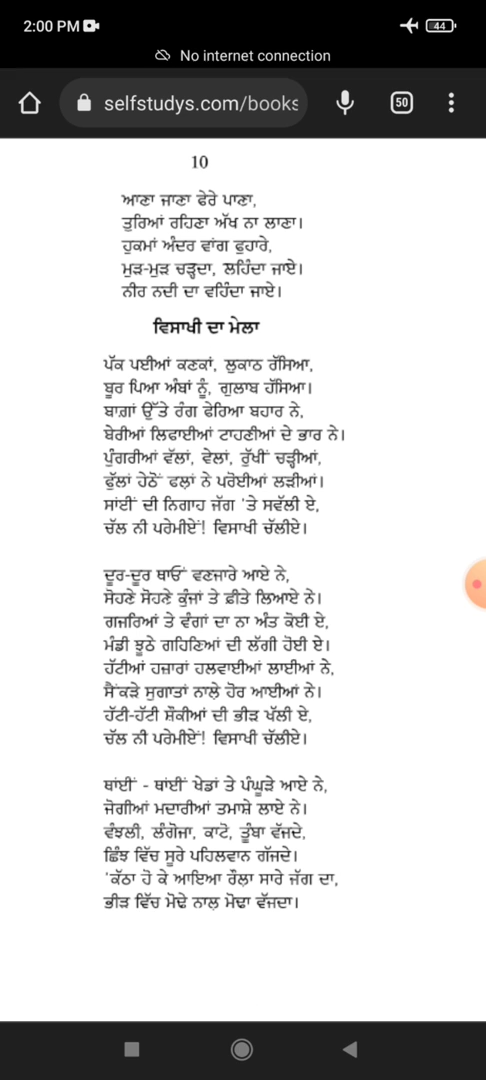 2:00 PM
44
No internet connection
selfstudys.com/books
50
10
ਆਣਾ ਜਾਣਾ ਫੇਰੇ ਪਾਣਾ,
ਤੁਰਿਆਂ ਰਹਿਣਾ ਅੱਖ ਨਾ ਲਾਣਾ।
ਹੁਕਮਾਂ ਅੰਦਰ ਵਾਂਗ ਫੁਹਾਰੇ,
ਮੁੜ-ਮੁੜ ਚੜ੍ਹਦਾ, ਲਹਿੰਦਾ ਜਾਏ।
ਨੀਰ ਨਦੀ ਦਾ ਵਹਿੰਦਾ ਜਾਏ।
ਵਿਸਾਖੀ ਦਾ ਮੇਲਾ
ਪੱਕ ਪਈਆਂ ਕਣਕਾਂ, ਲੁਕਾਠ ਰੱਸਿਆ,
ਬੂਰ ਪਿਆ ਅੰਬਾਂ ਨੂੰ, ਗੁਲਾਬ ਹੱਸਿਆ।
ਬਾਗ਼ਾਂ ਉੱਤੇ ਰੰਗ ਫੇਰਿਆ ਬਹਾਰ ਨੇ,
ਬੇਰੀਆਂ ਲਿਫਾਈਆਂ ਟਾਹਣੀਆਂ ਦੇ ਭਾਰ ਨੇ।
ਪੁੰਗਰੀਆਂ ਵੱਲਾਂ, ਵੇਲਾਂ, ਰੁੱਖੀਂ ਚੜ੍ਹੀਆਂ,
ਫੁੱਲਾਂ ਹੇਠੋਂ ਫਲਾਂ ਨੇ ਪਰੋਈਆਂ ਲੜੀਆਂ।
ਸਾਂਈਂ ਦੀ ਨਿਗਾਹ ਜੱਗ 'ਤੇ ਸਵੱਲੀ ਏ,
ਚੱਲ ਨੀ ਪਰੇਮੀਏਂ! ਵਿਸਾਖੀ ਚੱਲੀਏ।
ਦੂਰ-ਦੂਰ ਥਾਓਂ ਵਣਜਾਰੇ ਆਏ ਨੇ,
ਸੋਹਣੇ ਸੋਹਣੇ ਕੁੰਜਾਂ ਤੇ ਫ਼ੀਤੇ ਲਿਆਏ ਨੇ।
ਗਜਰਿਆਂ ਤੇ ਵੰਗਾਂ ਦਾ ਨਾ ਅੰਤ ਕੋਈ ਏ,
ਮੰਡੀ ਝੂਠੇ ਗਹਿਣਿਆਂ ਦੀ ਲੱਗੀ ਹੋਈ ਏ।
ਹੱਟੀਆਂ ਹਜ਼ਾਰਾਂ ਹਲਵਾਈਆਂ ਲਾਈਆਂ ਨੇ,
ਸੈਂਕੜੇ ਸੁਗਾਤਾਂ ਨਾਲੇ ਹੋਰ ਆਈਆਂ ਨੇ।
ਹੱਟੀ-ਹੱਟੀ ਸ਼ੌਕੀਆਂ ਦੀ ਭੀੜ ਖੱਲੀ ਏ,
ਚੱਲ ਨੀ ਪਰੇਮੀਏਂ! ਵਿਸਾਖੀ ਚੱਲੀਏ।
ਥਾਂਈਂ - ਥਾਂਈਂ ਖੇਡਾਂ ਤੇ ਪੰਘੂੜੇ ਆਏ ਨੇ,
ਜੋਗੀਆਂ ਮਦਾਰੀਆਂ ਤਮਾਸ਼ੇ ਲਾਏ ਨੇ।
ਵੰਝਲੀ, ਲੰਗੋਜਾ, ਕਾਟੋ, ਤੂੰਬਾ ਵੱਜਦੇ,
ਛਿੰਝ ਵਿੱਚ ਸੂਰੇ ਪਹਿਲਵਾਨ ਗੱਜਦੇ।
'ਕੱਠਾ ਹੋ ਕੇ ਆਇਆ ਰੌਲਾ ਸਾਰੇ ਜੱਗ ਦਾ,
ਭੀੜ ਵਿੱਚ ਮੋਢੇ ਨਾਲ ਮੋਢਾ ਵੱਜਦਾ।